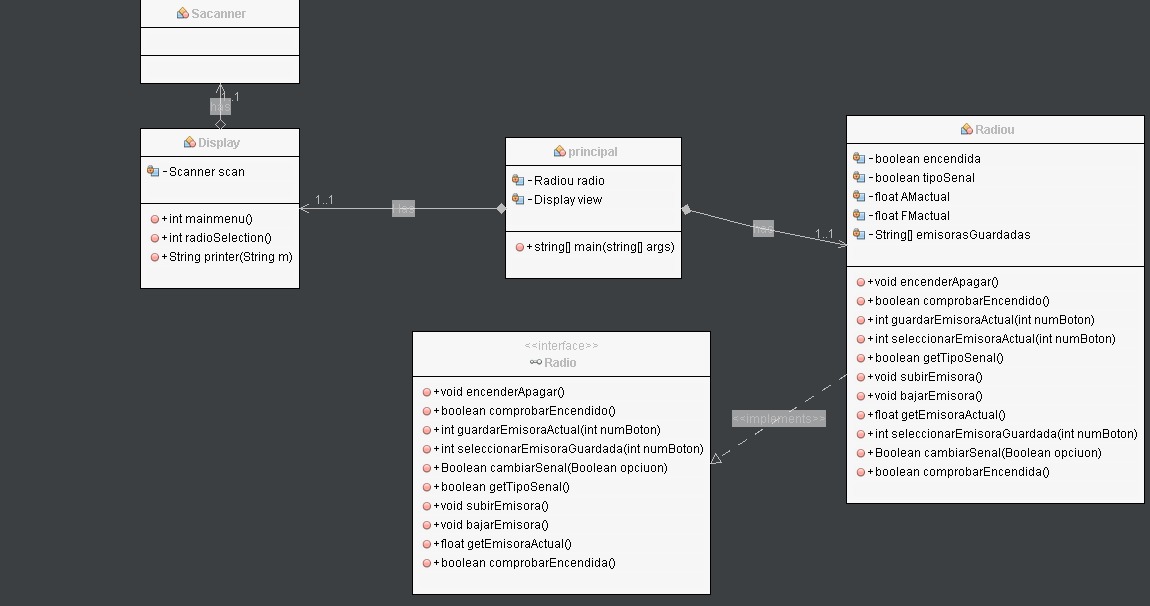 Sacanner
has
1..1
Display
-Scanner scan
+int mainmenu()
+int radioSelection()
+String printer(String m)
1..1
has
principal
-Radiou radio
-Display view
+string[] main(string[] args)
has
1..1
Radiou
-boolean encendida
-boolean tipoSenal
-float AMactual
-float FMactual
-String[] emisorasGuardadas
+void encenderApagar()
+boolean comprobarEncendido()
+int guardarEmisoraActual(int numBoton)
+int seleccionarEmisoraActual(int numBoton)
+boolean getTipoSenal()
+void subirEmisora()
+void bajarEmisora()
+float getEmisoraActual()
+int seleccionarEmisoraGuardada(int numBoton)
+Boolean cambiarSenal(Boolean opciuon)
+boolean comprobarEncendida()
<<implements>>
<<interface>>
Radio
+void encenderApagar()
+boolean comprobarEncendido()
+int guardarEmisoraActual(int numBoton)
+int seleccionarEmisoraGuardada(int numBoton)
+Boolean cambiarSenal(Boolean opciuon)
+boolean getTipoSenal()
+void subirEmisora()
+void bajarEmisora()
+float getEmisoraActual()
+boolean comprobarEncendida()